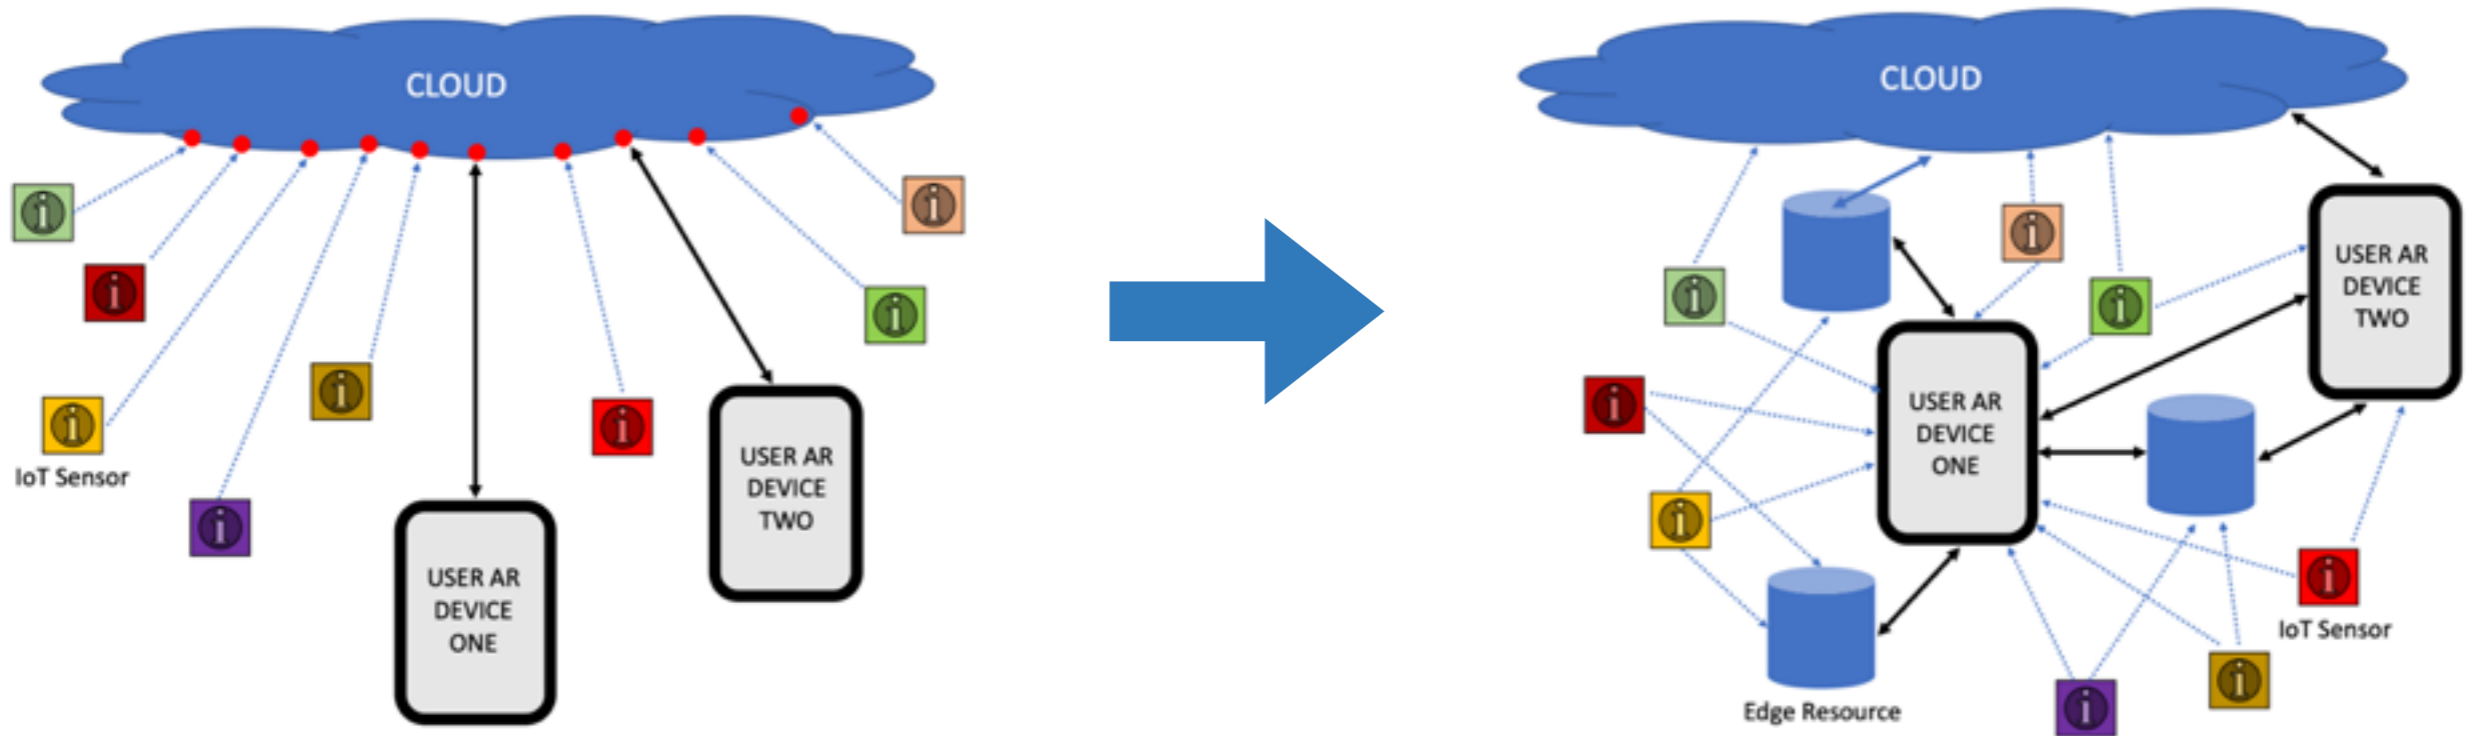 CLOUD
i
i
i
i
i
i
i
i
IoT Sensor
USER AR
DEVICE
ONE
USER AR
DEVICE
TWO
CLOUD
i
i
i
i
i
USER AR
DEVICE
ONE
USER AR
DEVICE
TWO
i
IoT Sensor
i
i
Edge Resource